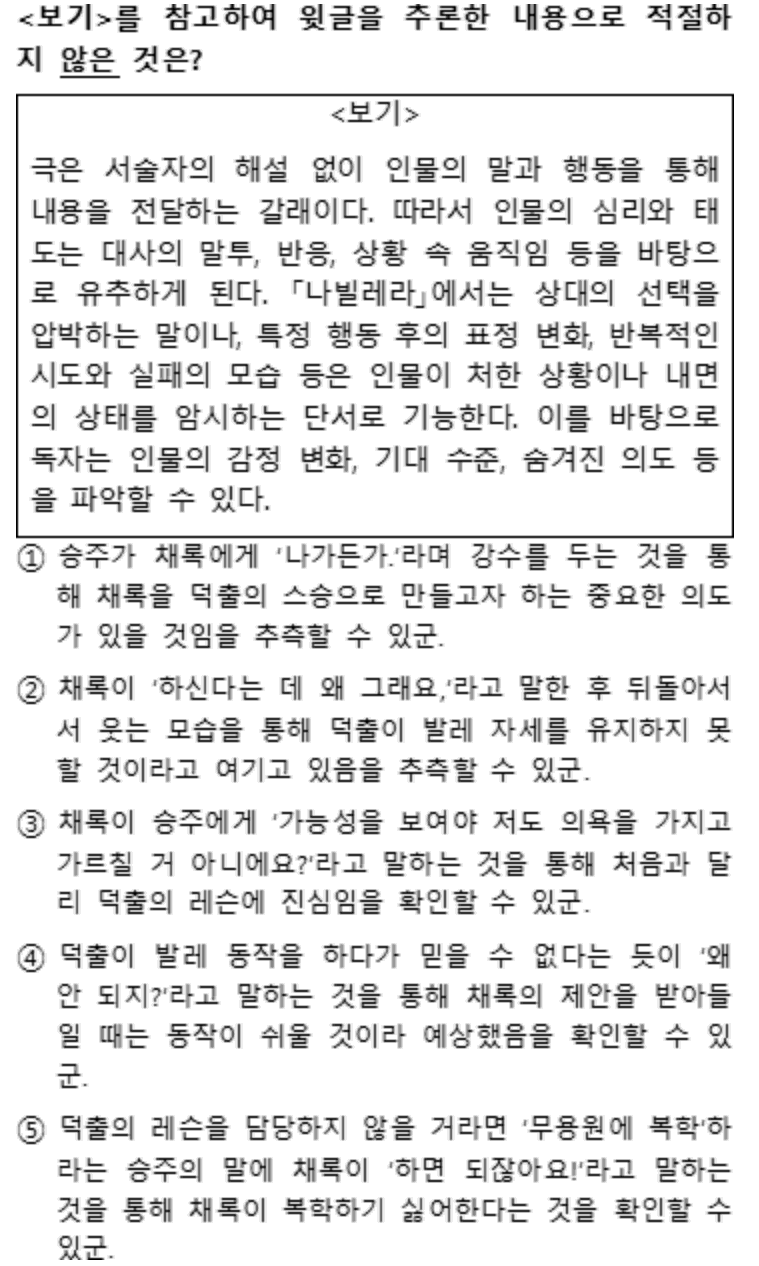 <보기>를 참고하여 윗글을 추론한 내용으로 적절하
지 않은 것은?
<보기>
극은 서술자의 해설 없이 인물의 말과 행동을 통해
내용을 전달하는 갈래이다. 따라서 인물의 심리와 태
도는 대사의 말투, 반응, 상황 속 움직임 등을 바탕으
로 유추하게 된다. 「나빌레라」에서는 상대의 선택을
압박하는 말이나, 특정 행동 후의 표정 변화, 반복적인
시도와 실패의 모습 등은 인물이 처한 상황이나 내면
의 상태를 암시하는 단서로 기능한다. 이를 바탕으로
독자는 인물의 감정 변화, 기대 수준, 숨겨진 의도 등
을 파악할 수 있다.
① 승주가 채록에게 '나가든가.'라며 강수를 두는 것을 통
해 채록을 덕출의 스승으로 만들고자 하는 중요한 의도
가 있을 것임을 추측할 수 있군.
② 채록이 '하신다는 데 왜 그래요,'라고 말한 후 뒤돌아서
서 웃는 모습을 통해 덕출이 발레 자세를 유지하지 못
할 것이라고 여기고 있음을 추측할 수 있군.
③ 채록이 승주에게 '가능성을 보여야 저도 의욕을 가지고
가르칠 거 아니에요?'라고 말하는 것을 통해 처음과 달
리 덕출의 레슨에 진심임을 확인할 수 있군.
④ 덕출이 발레 동작을 하다가 믿을 수 없다는 듯이 '왜
안 되지?'라고 말하는 것을 통해 채록의 제안을 받아들
일 때는 동작이 쉬울 것이라 예상했음을 확인할 수 있
군.
⑤ 덕출의 레슨을 담당하지 않을 거라면 '무용원에 복학'하
라는 승주의 말에 채록이 '하면 되잖아요!'라고 말하는
것을 통해 채록이 복학하기 싫어한다는 것을 확인할 수
있군.